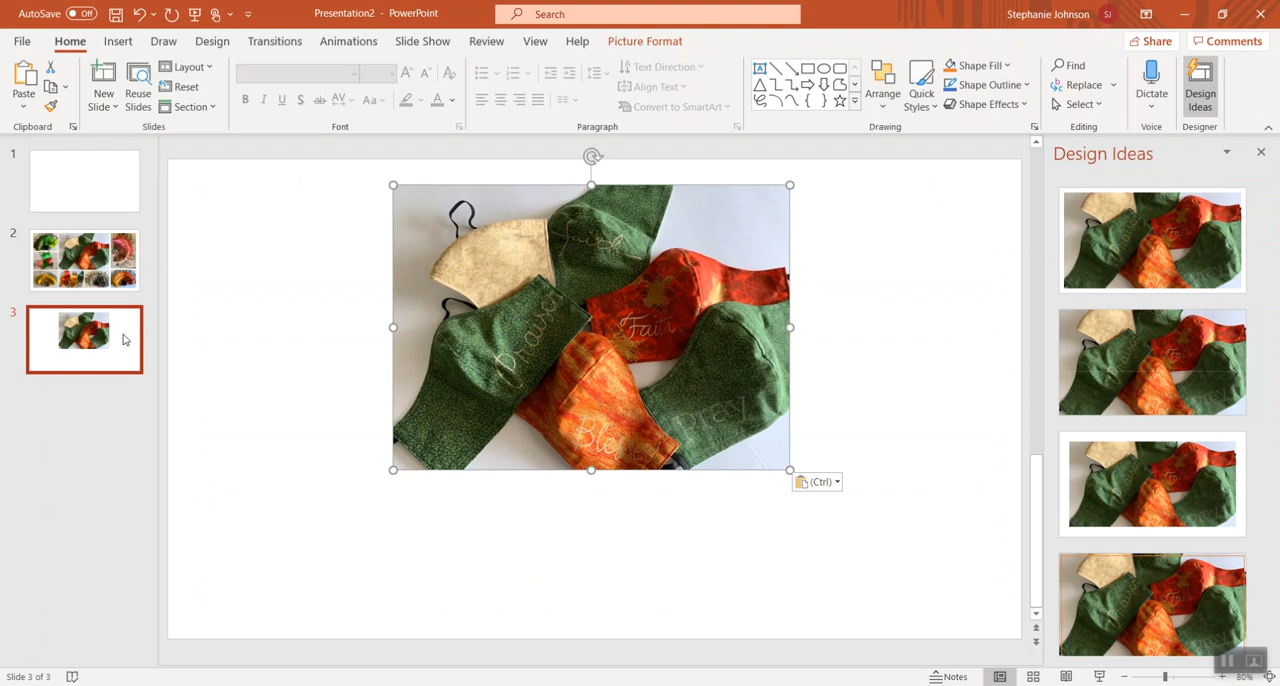 AutoSave Off Presentation2 - PowerPoint Search Stephanie Johnson SJ
File Home Insert Draw Design Transitions Animations Slide Show Review View Help Picture Format Share Comments
Paste New Slide Reuse Slides Layout Reset Section
Text Direction Align Text Convert to SmartArt
Arrange Quick Styles Shape Fill Shape Outline Shape Effects
Find Replace Select Dictate Design Ideas
Clipboard Slides Font Paragraph Drawing Editing Voice Designer
Design Ideas
1
2
3
Praise
Faith
Pray
(Ctrl)
Slide 3 of 3 Notes 80%